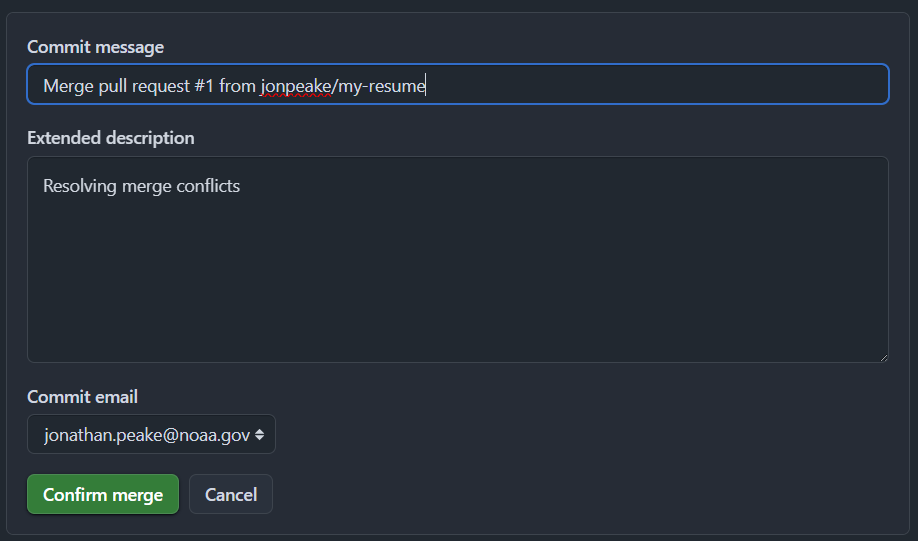 Commit message
Merge pull request #1 from jonpeake/my-resume
Extended description
Resolving merge conflicts
Commit email
jonathan.peake@noaa.gov
Confirm merge
Cancel